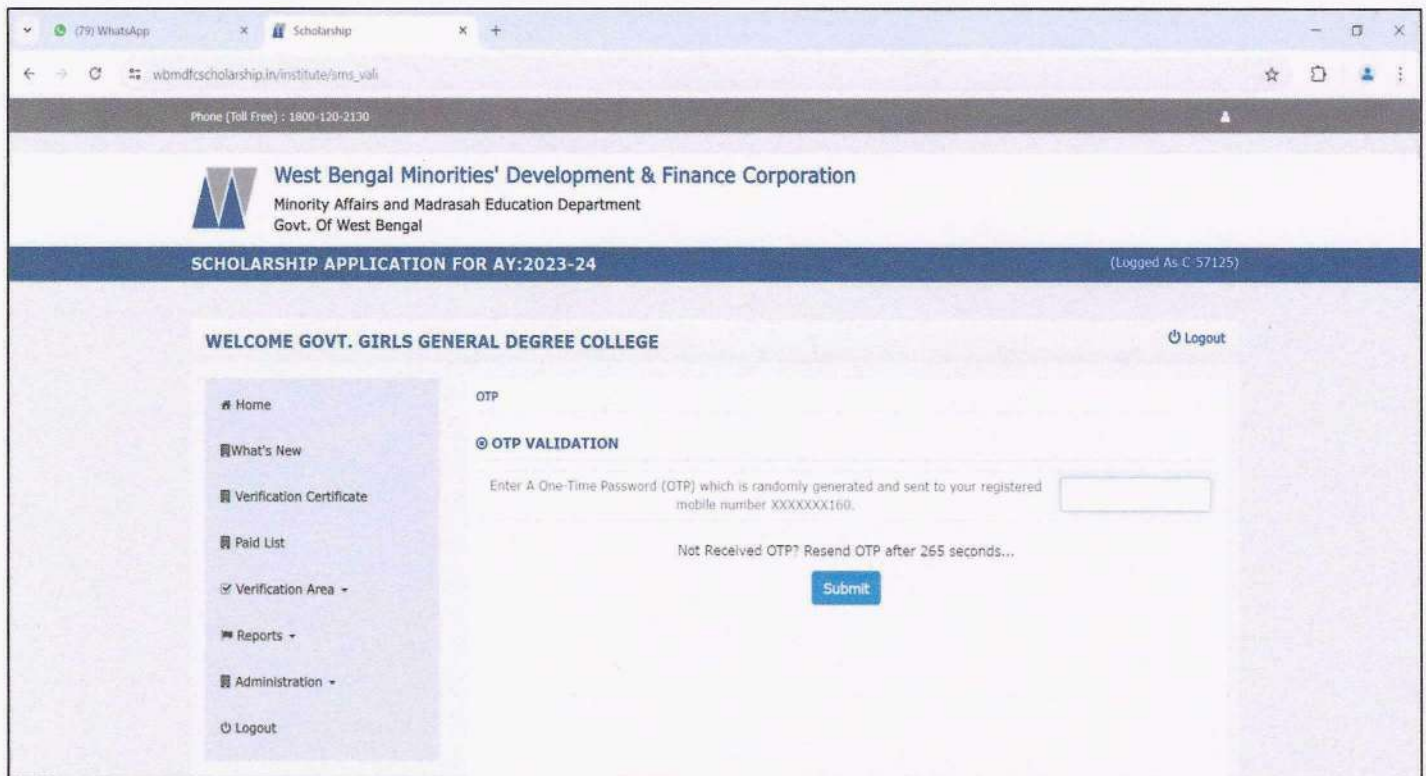 (79) WhatsApp
Scholarship
wbmdfcscholarship.in/institute/sms_vali
Phone (Toll Free) : 1800-120-2130
West Bengal Minorities' Development & Finance Corporation
Minority Affairs and Madrasah Education Department
Govt. Of West Bengal
SCHOLARSHIP APPLICATION FOR AY:2023-24
(Logged As C-57125)
WELCOME GOVT. GIRLS GENERAL DEGREE COLLEGE
Logout
Home
What's New
Verification Certificate
Paid List
Verification Area
Reports
Administration
Logout
OTP
OTP VALIDATION
Enter A One-Time Password (OTP) which is randomly generated and sent to your registered
mobile number XXXXXXX160.
Not Received OTP? Resend OTP after 265 seconds...
Submit